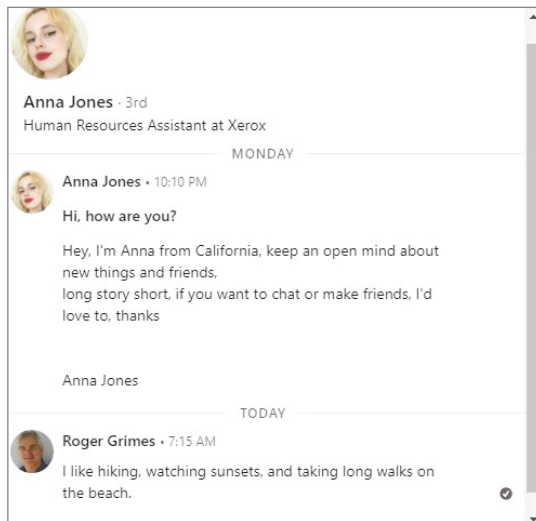 Anna Jones · 3rd
Human Resources Assistant at Xerox
MONDAY
Anna Jones • 10:10 PM
Hi, how are you?
Hey, I'm Anna from California, keep an open mind about
new things and friends,
long story short, if you want to chat or make friends, I'd
love to, thanks
Anna Jones
TODAY
Roger Grimes • 7:15 AM
I like hiking, watching sunsets, and taking long walks on
the beach.